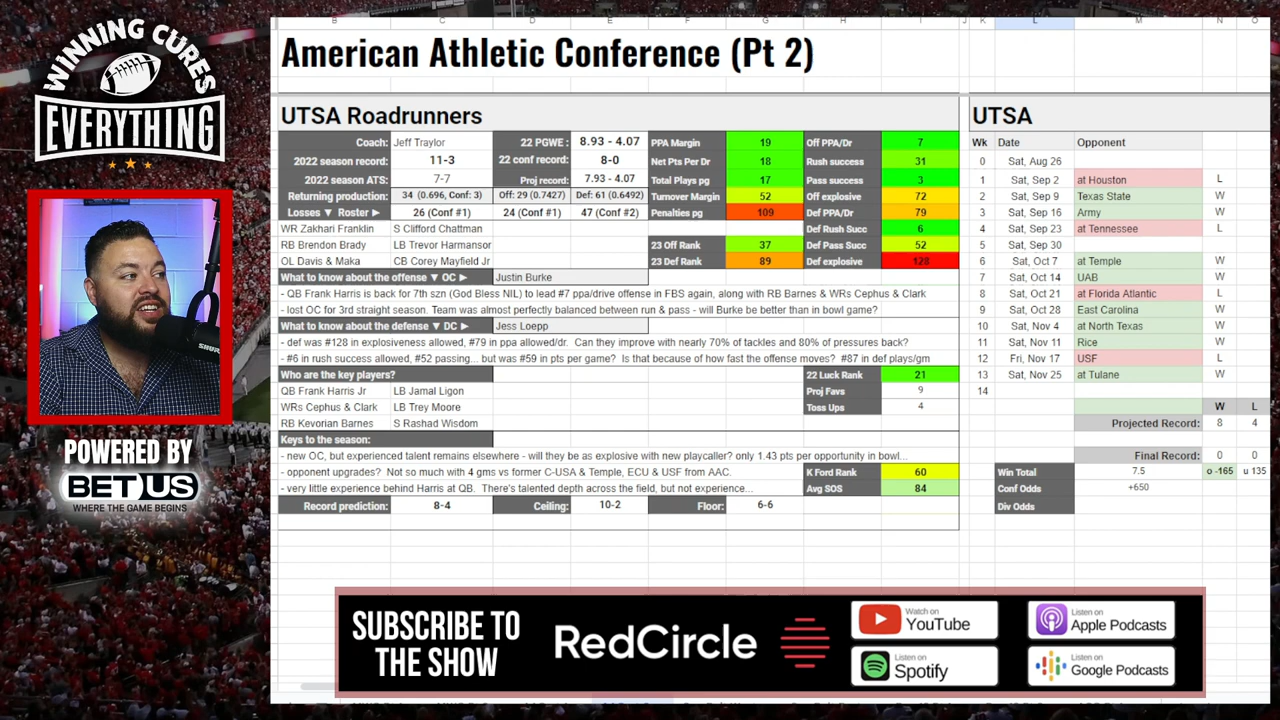 WINNING CURES
EVERYTHING
POWERED BY
BETUS
WHERE THE GAME BEGINS
B C D E F G H I J K L M N O
American Athletic Conference (Pt 2)
UTSA Roadrunners
Coach: Jeff Traylor 22 PGWE : 8.93 - 4.07 PPA Margin 19 Off PPA/Dr 7
2022 season record: 11-3 22 conf record: 8-0 Net Pts Per Dr 18 Rush success 31
2022 season ATS: 7-7 Proj record: 7.93 - 4.07 Total Plays pg 17 Pass success 3
Returning production: 34 (0.696, Conf: 3) Off: 29 (0.7427) Def: 61 (0.6492) Turnover Margin 52 Off explosive 72
Losses ▼ Roster ► 26 (Conf #1) 24 (Conf #1) 47 (Conf #2) Penalties pg 109 Def PPA/Dr 79
WR Zakhari Franklin S Clifford Chattman Def Rush Succ 6
RB Brendon Brady LB Trevor Harmanson 23 Off Rank 37 Def Pass Succ 52
OL Davis & Maka CB Corey Mayfield Jr 23 Def Rank 89 Def explosive 128
What to know about the offense ▼ OC ► Justin Burke
- QB Frank Harris is back for 7th szn (God Bless NIL) to lead #7 ppa/drive offense in FBS again, along with RB Barnes & WRs Cephus & Clark
- lost OC for 3rd straight season. Team was almost perfectly balanced between run & pass - will Burke be better than in bowl game?
What to know about the defense ▼ DC ► Jess Loepp
- def was #128 in explosiveness allowed, #79 in ppa allowed/dr. Can they improve with nearly 70% of tackles and 80% of pressures back?
- #6 in rush success allowed, #52 passing... but was #59 in pts per game? Is that because of how fast the offense moves? #87 in def plays/gm
Who are the key players? 22 Luck Rank 21
QB Frank Harris Jr LB Jamal Ligon Proj Favs 9
WRs Cephus & Clark LB Trey Moore Toss Ups 4
RB Kevorian Barnes S Rashad Wisdom
Keys to the season:
- new OC, but experienced talent remains elsewhere - will they be as explosive with new playcaller? only 1.43 pts per opportunity in bowl...
- opponent upgrades? Not so much with 4 gms vs former C-USA & Temple, ECU & USF from AAC. K Ford Rank 60
- very little experience behind Harris at QB. There's talented depth across the field, but not experience... Avg SOS 84
Record prediction: 8-4 Ceiling: 10-2 Floor: 6-6
UTSA
Wk Date Opponent
0 Sat, Aug 26
1 Sat, Sep 2 at Houston L
2 Sat, Sep 9 Texas State W
3 Sat, Sep 16 Army W
4 Sat, Sep 23 at Tennessee L
5 Sat, Sep 30
6 Sat, Oct 7 at Temple W
7 Sat, Oct 14 UAB W
8 Sat, Oct 21 at Florida Atlantic L
9 Sat, Oct 28 East Carolina W
10 Sat, Nov 4 at North Texas W
11 Sat, Nov 11 Rice W
12 Fri, Nov 17 USF L
13 Sat, Nov 25 at Tulane W
14
W L
Projected Record: 8 4
Final Record: 0 0
Win Total 7.5 o -165 u 135
Conf Odds +650
Div Odds
SUBSCRIBE TO
THE SHOW
RedCircle
Watch on
YouTube
Listen on
Apple Podcasts
Listen on
Spotify
Listen on
Google Podcasts
SHURE